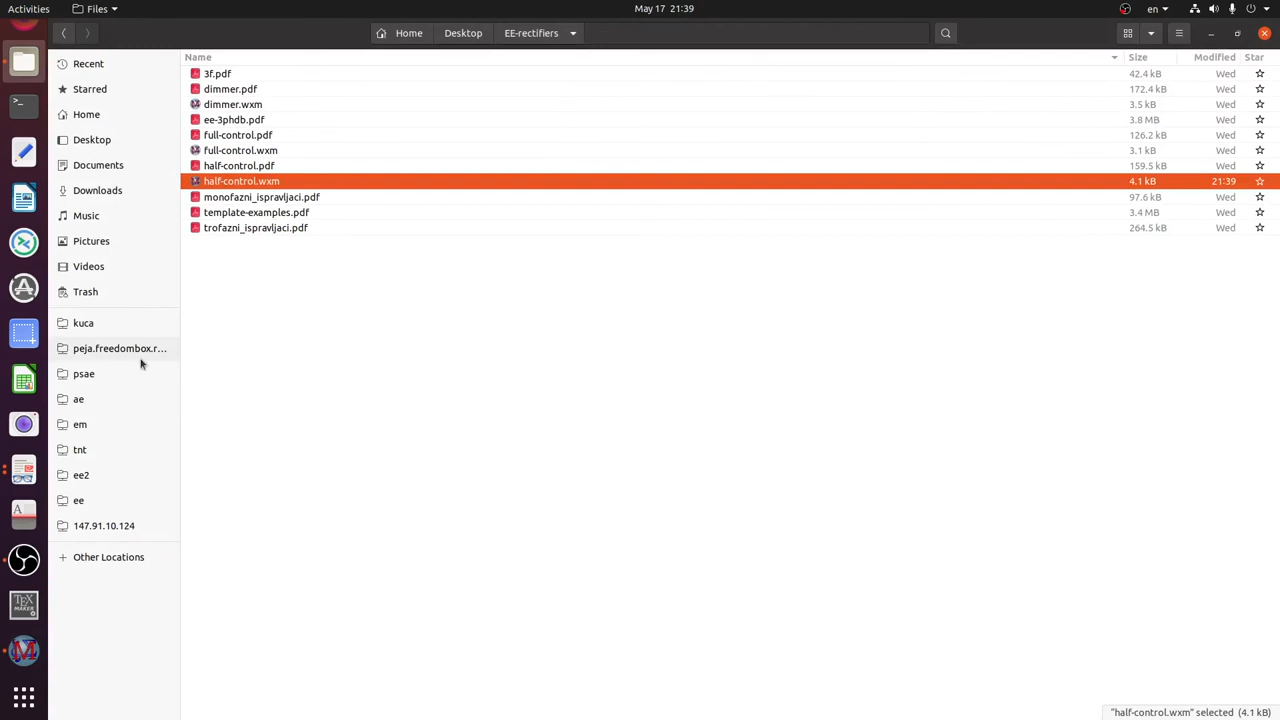 Activities
Files
May 17 21:39
en
Home
Desktop
EE-rectifiers
Recent
Starred
Home
Desktop
Documents
Downloads
Music
Pictures
Videos
Trash
kuca
peja.freedombox.r...
psae
ae
em
tnt
ee2
ee
147.91.10.124
Other Locations
Name Size Modified Star
3f.pdf 42.4 kB Wed
dimmer.pdf 172.4 kB Wed
dimmer.wxm 3.5 kB Wed
ee-3phdb.pdf 3.8 MB Wed
full-control.pdf 126.2 kB Wed
full-control.wxm 3.1 kB Wed
half-control.pdf 159.5 kB Wed
half-control.wxm 4.1 kB 21:39
monofazni_ispravljaci.pdf 97.6 kB Wed
template-examples.pdf 3.4 MB Wed
trofazni_ispravljaci.pdf 264.5 kB Wed
TEX
MAKER
"half-control.wxm" selected (4.1 kB)